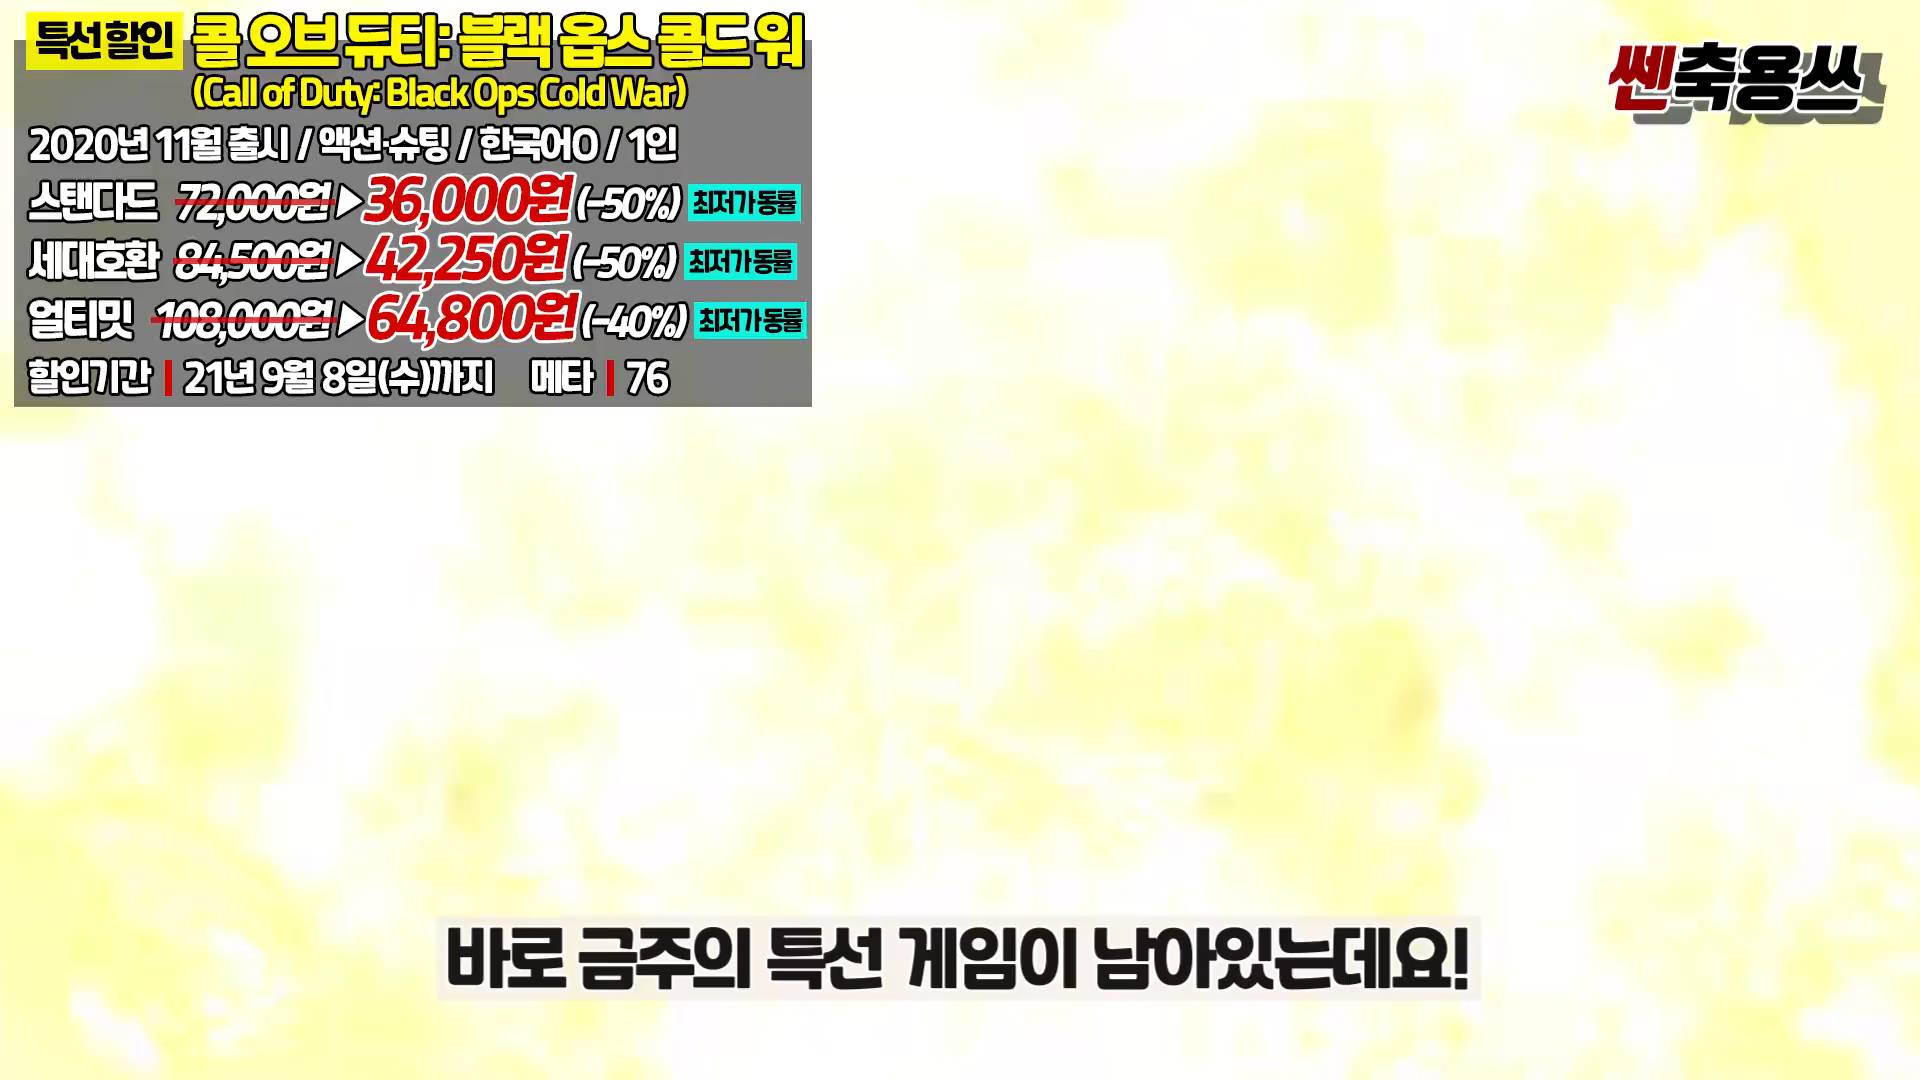 특선 할인 콜 오브 듀티: 블랙 옵스 콜드 워
(Call of Duty: Black Ops Cold War)
2020년 11월 출시 / 액션·슈팅 / 한국어O / 1인
스탠다드 72,000원 ▶ 36,000원 (-50%) 최저가 동률
세대호환 84,500원 ▶ 42,250원 (-50%) 최저가 동률
얼티밋 108,000원 ▶ 64,800원 (-40%) 최저가 동률
할인기간 | 21년 9월 8일(수)까지 메타 | 76
쎈축용쓰
바로 금주의 특선 게임이 남아있는데요!